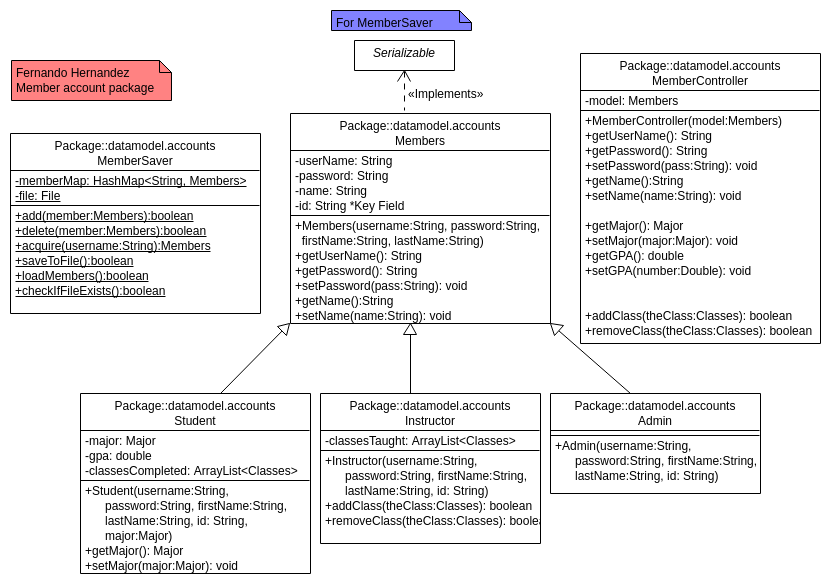 For MemberSaver
Serializable
«Implements»
Fernando Hernandez
Member account package
Package::datamodel.accounts
MemberSaver
-memberMap: HashMap<String, Members>
-file: File
+add(member:Members):boolean
+delete(member:Members):boolean
+acquire(username:String):Members
+saveToFile():boolean
+loadMembers():boolean
+checkIfFileExists():boolean
Package::datamodel.accounts
Members
-userName: String
-password: String
-name: String
-id: String *Key Field
+Members(username:String, password:String,
firstName:String, lastName:String)
+getUserName(): String
+getPassword(): String
+setPassword(pass:String): void
+getName():String
+setName(name:String): void
Package::datamodel.accounts
MemberController
-model: Members
+MemberController(model:Members)
+getUserName(): String
+getPassword(): String
+setPassword(pass:String): void
+getName():String
+setName(name:String): void
+getMajor(): Major
+setMajor(major:Major): void
+getGPA(): double
+setGPA(number:Double): void
+addClass(theClass:Classes): boolean
+removeClass(theClass:Classes): boolean
Package::datamodel.accounts
Student
-major: Major
-gpa: double
-classesCompleted: ArrayList<Classes>
+Student(username:String,
password:String, firstName:String,
lastName:String, id: String,
major:Major)
+getMajor(): Major
+setMajor(major:Major): void
Package::datamodel.accounts
Instructor
-classesTaught: ArrayList<Classes>
+Instructor(username:String,
password:String, firstName:String,
lastName:String, id: String)
+addClass(theClass:Classes): boolean
+removeClass(theClass:Classes): boolea
Package::datamodel.accounts
Admin
+Admin(username:String,
password:String, firstName:String,
lastName:String, id: String)